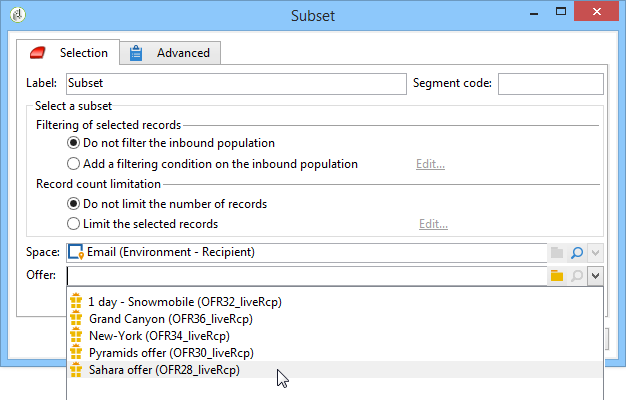 Subset
Selection
Advanced
Label: Subset Segment code:
Select a subset
Filtering of selected records
Do not filter the inbound population
Add a filtering condition on the inbound population Edit...
Record count limitation
Do not limit the number of records
Limit the selected records Edit...
Space: Email (Environment - Recipient)
Offer:
1 day - Snowmobile (OFR32_liveRcp)
Grand Canyon (OFR36_liveRcp)
New-York (OFR34_liveRcp)
Pyramids offer (OFR30_liveRcp)
Sahara offer (OFR28_liveRcp)